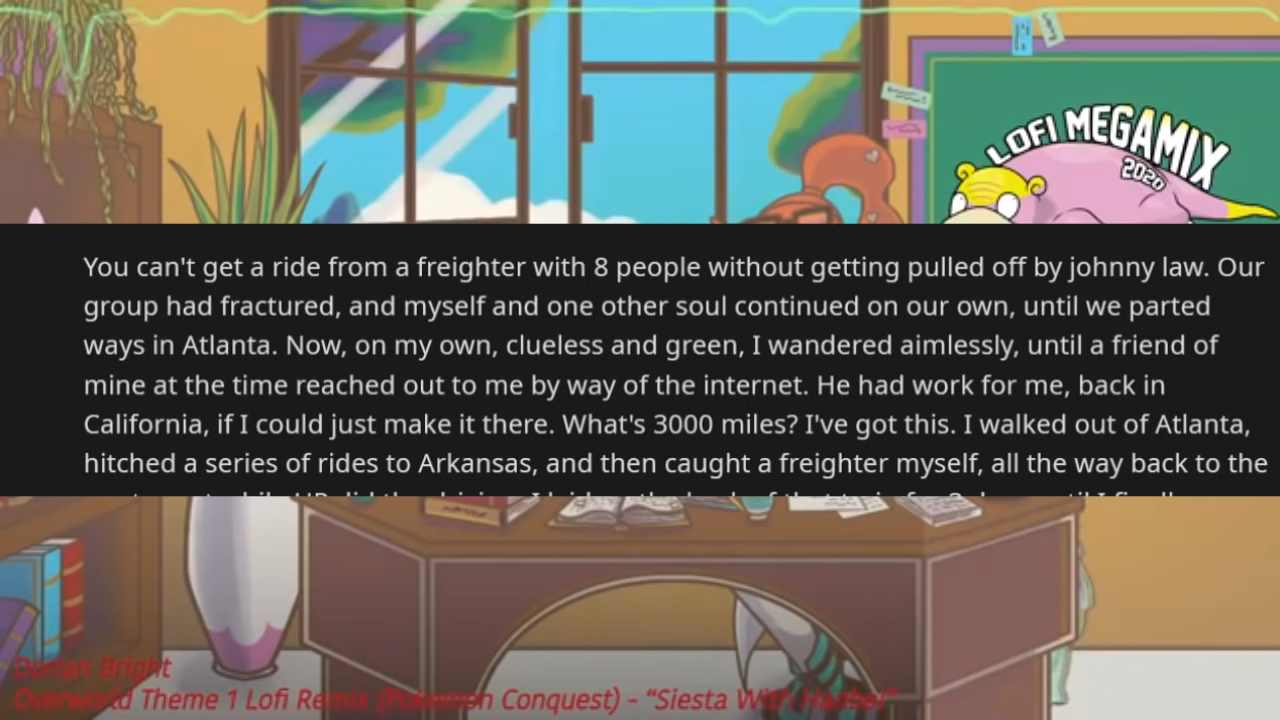 LOFI MEGAMIX
2020
You can't get a ride from a freighter with 8 people without getting pulled off by johnny law. Our
group had fractured, and myself and one other soul continued on our own, until we parted
ways in Atlanta. Now, on my own, clueless and green, I wandered aimlessly, until a friend of
mine at the time reached out to me by way of the internet. He had work for me, back in
California, if I could just make it there. What's 3000 miles? I've got this. I walked out of Atlanta,
hitched a series of rides to Arkansas, and then caught a freighter myself, all the way back to the
Dorian Bright
Overworld Theme 1 Lofi Remix (Pokemon Conquest) - “Siesta With Hanbei”